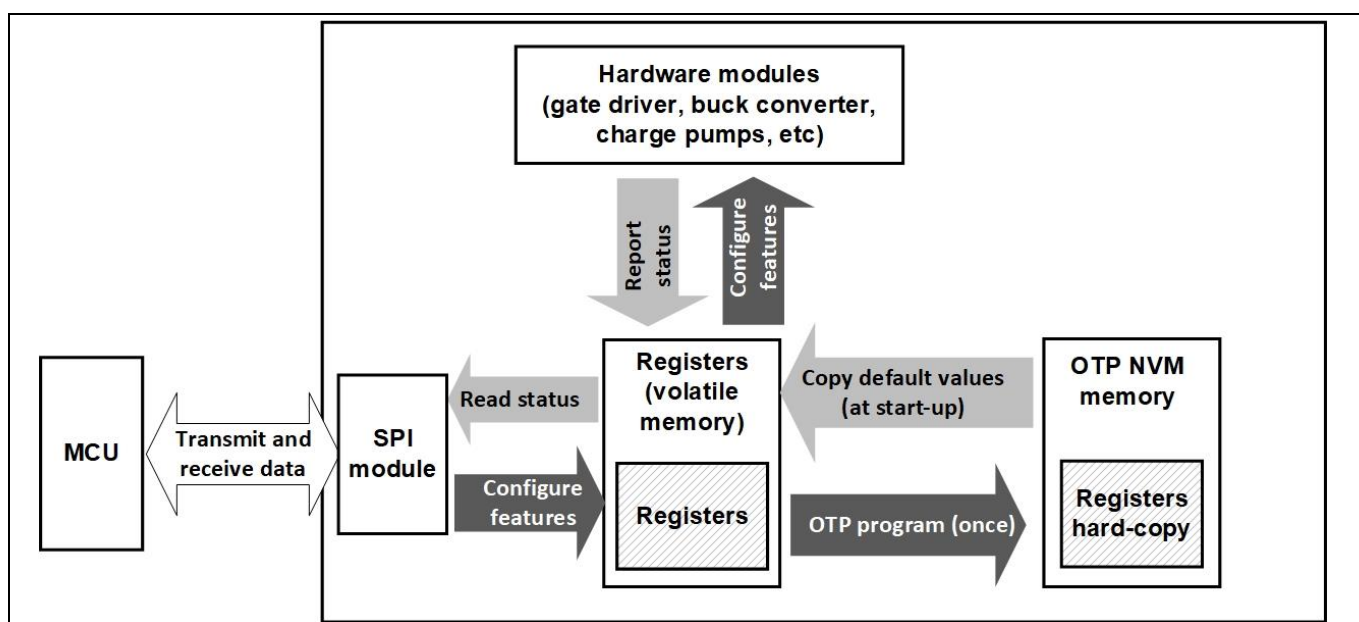 Hardware modules
(gate driver, buck converter,
charge pumps, etc)
Report
status
Configure
features
MCU
Transmit and
receive data
SPI
module
Read status
Configure
features
Registers
(volatile
memory)
Registers
Copy default values
(at start-up)
OTP program (once)
OTP NVM
memory
Registers
hard-copy